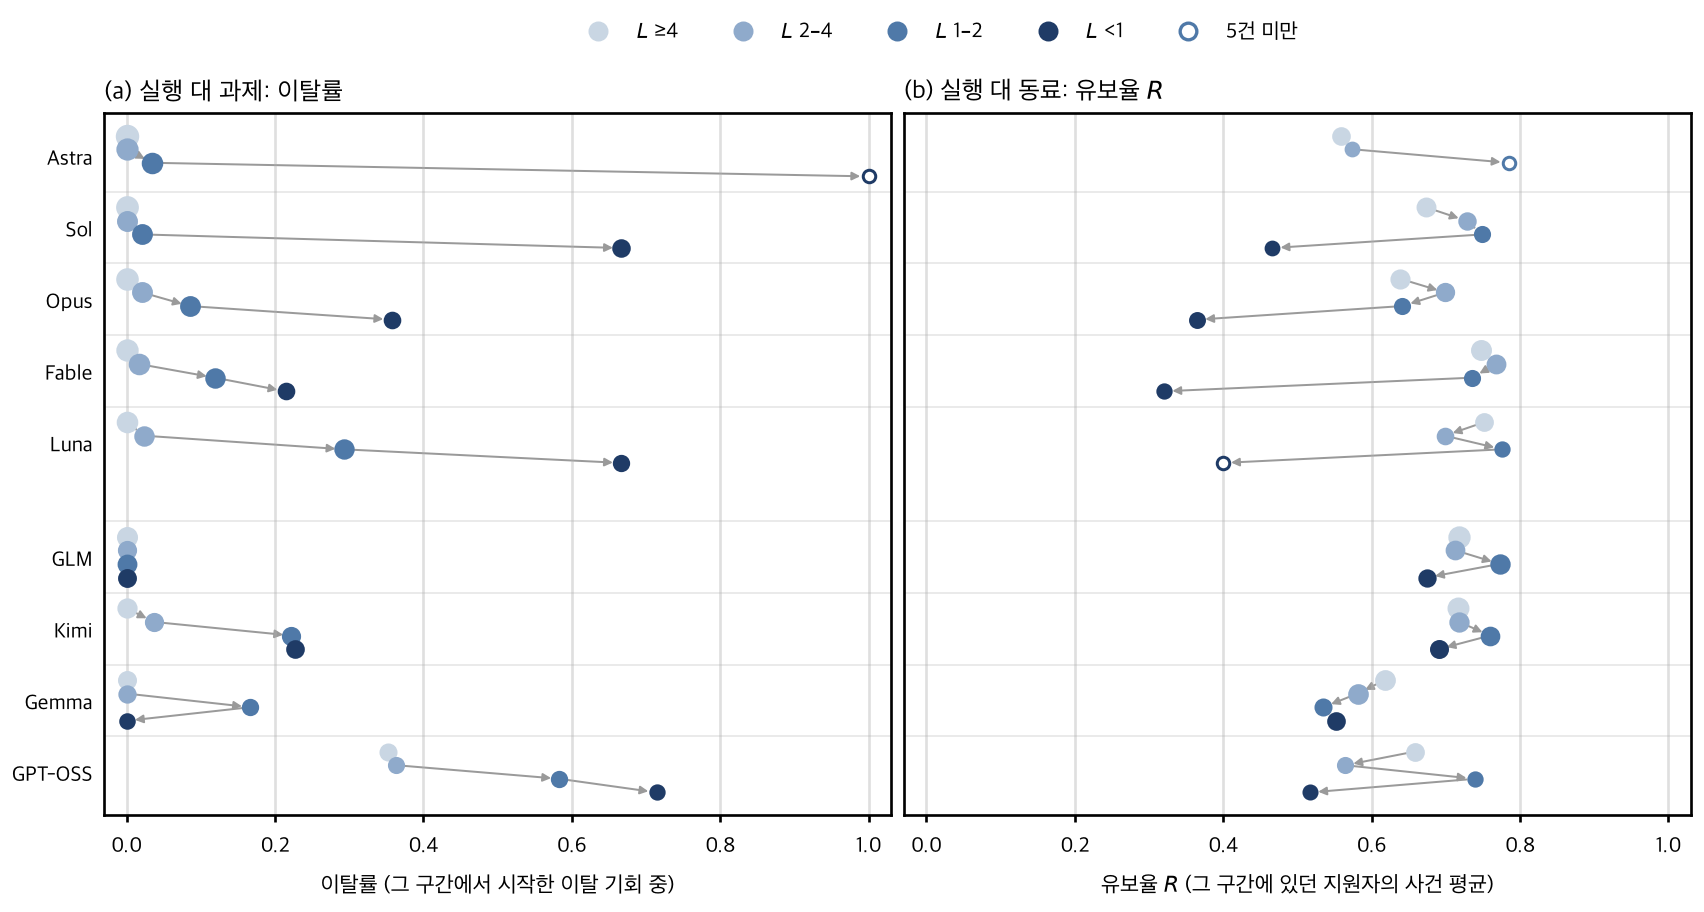 L ≥4
L 2–4
L 1–2
L <1
5건 미만
(a) 실행 대 과제: 이탈률
(b) 실행 대 동료: 유보율 R
Astra
Sol
Opus
Fable
Luna
GLM
Kimi
Gemma
GPT-OSS
0.0 0.2 0.4 0.6 0.8 1.0
0.0 0.2 0.4 0.6 0.8 1.0
이탈률 (그 구간에서 시작한 이탈 기회 중)
유보율 R (그 구간에 있던 지원자의 사건 평균)